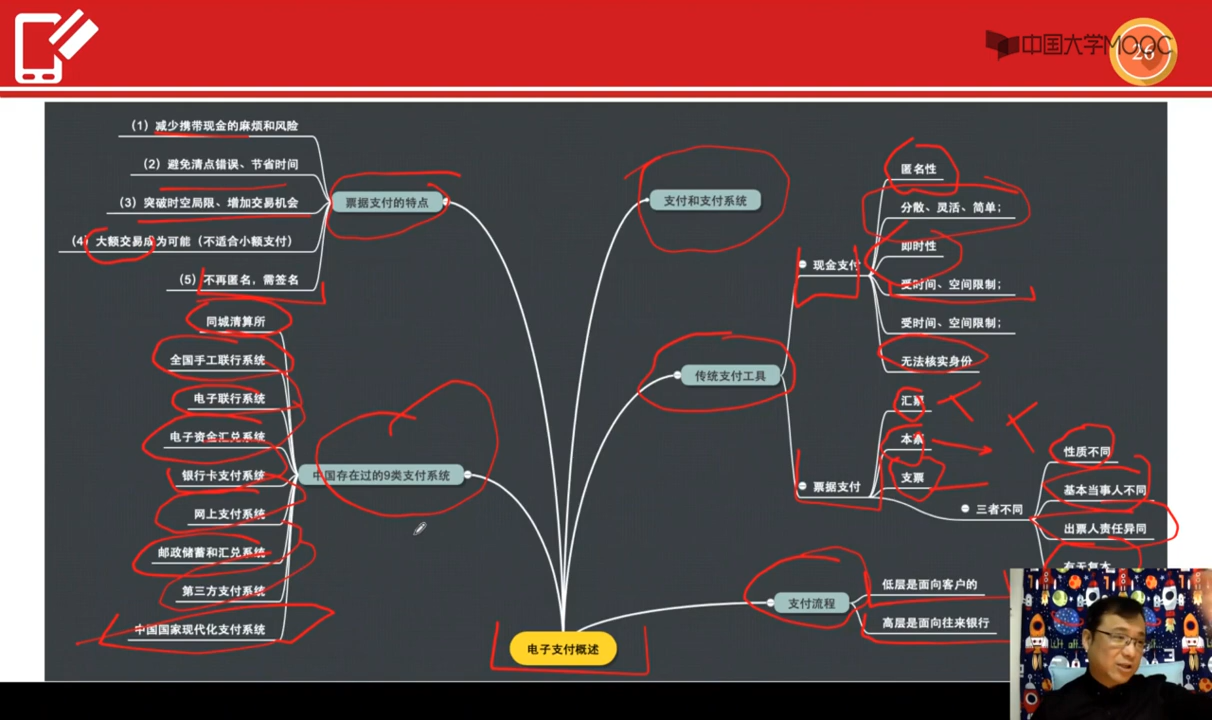 中国大学MOOC
26
(1) 减少携带现金的麻烦和风险
(2) 避免清点错误、节省时间
(3) 突破时空局限、增加交易机会
(4) 大额交易成为可能（不适合小额支付）
(5) 不再匿名，需签名
票据支付的特点
同城清算所
全国手工联行系统
电子联行系统
电子资金汇兑系统
银行卡支付系统
网上支付系统
邮政储蓄和汇兑系统
第三方支付系统
中国国家现代化支付系统
中国存在过的9类支付系统
支付和支付系统
传统支付工具
现金支付
匿名性
分散、灵活、简单；
即时性
受时间、空间限制；
受时间、空间限制；
无法核实身份
票据支付
汇票
本票
支票
三者不同
性质不同
基本当事人不同
出票人责任异同
有无复本
支付流程
低层是面向客户的
高层是面向往来银行
电子支付概述